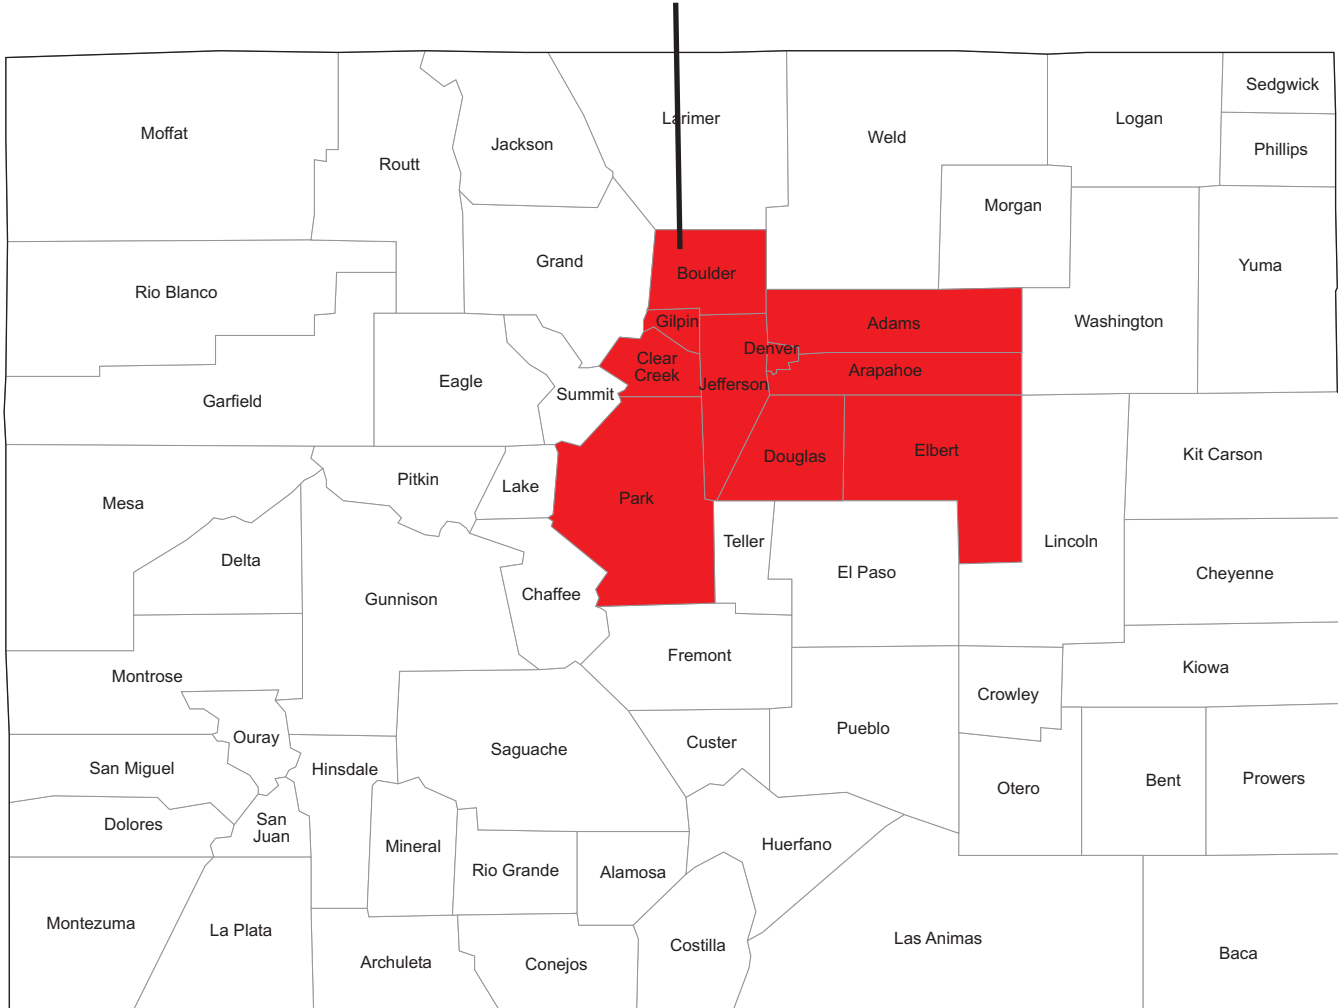 Sedgwick
Logan
Larimer
Moffat
Weld
Jackson
Phillips
Routt
Morgan
Grand
Yuma
Boulder
Rio Blanco
Gilpin
Adams
Washington
Denver
Clear
Creek
Arapahoe
Eagle
Jefferson
Summit
Garfield
Elbert
Kit Carson
Douglas
Pitkin
Lake
Park
Mesa
Teller
Lincoln
Delta
El Paso
Cheyenne
Chaffee
Gunnison
Fremont
Kiowa
Montrose
Crowley
Pueblo
Ouray
Custer
Saguache
San Miguel
Hinsdale
Bent
Prowers
Otero
Dolores
San
Juan
Mineral
Huerfano
Rio Grande
Alamosa
Montezuma
La Plata
Las Animas
Costilla
Baca
Archuleta
Conejos